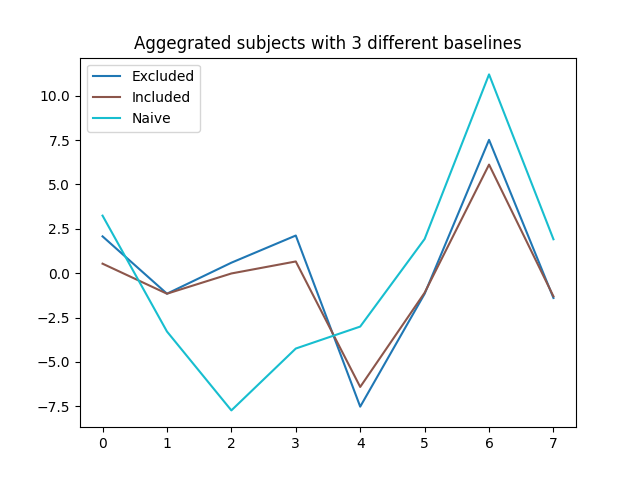 Aggegrated subjects with 3 different baselines
Excluded
Included
Naive
10.0
7.5
5.0
2.5
0.0
−2.5
−5.0
−7.5
0 1 2 3 4 5 6 7